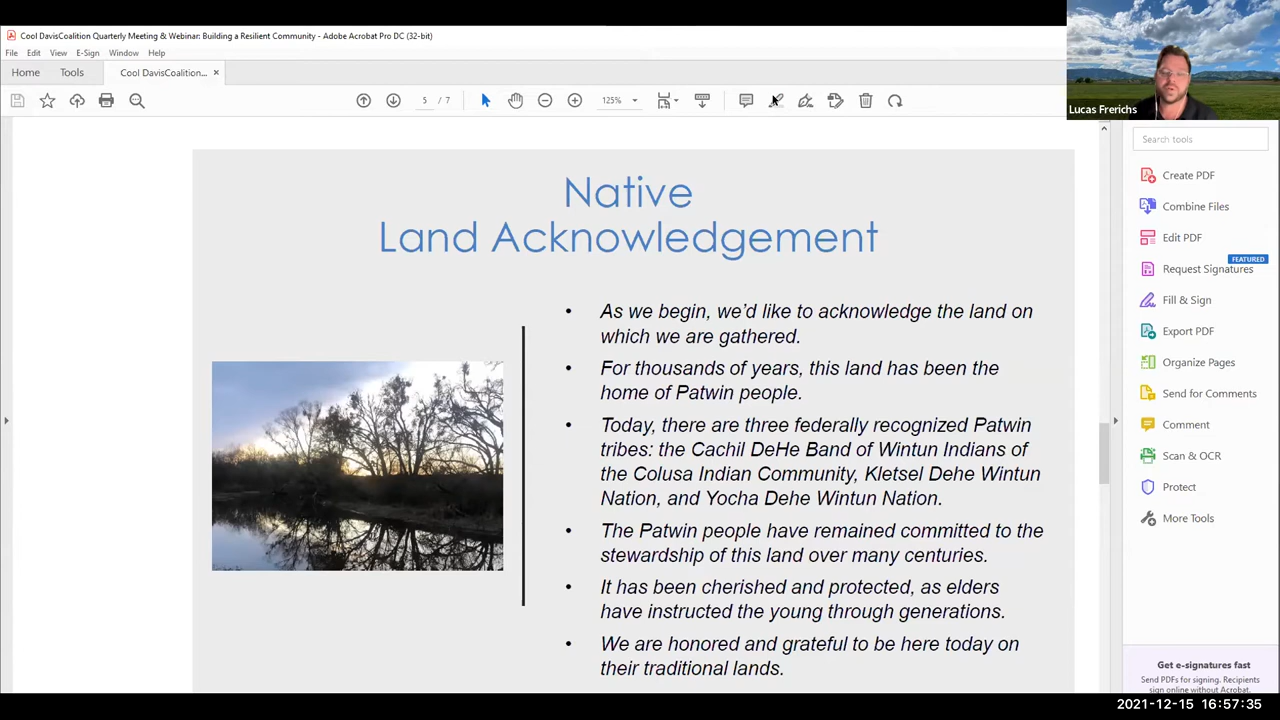 Cool DavisCoalition Quarterly Meeting & Webinar: Building a Resilient Community - Adobe Acrobat Pro DC (32-bit)
File Edit View E-Sign Window Help
Home Tools Cool DavisCoalition... ×
5 / 7 125%
Lucas Frerichs
Native
Land Acknowledgement
• As we begin, we'd like to acknowledge the land on
which we are gathered.
• For thousands of years, this land has been the
home of Patwin people.
• Today, there are three federally recognized Patwin
tribes: the Cachil DeHe Band of Wintun Indians of
the Colusa Indian Community, Kletsel Dehe Wintun
Nation, and Yocha Dehe Wintun Nation.
• The Patwin people have remained committed to the
stewardship of this land over many centuries.
• It has been cherished and protected, as elders
have instructed the young through generations.
• We are honored and grateful to be here today on
their traditional lands.
Search tools
Create PDF
Combine Files
Edit PDF
FEATURED
Request Signatures
Fill & Sign
Export PDF
Organize Pages
Send for Comments
Comment
Scan & OCR
Protect
More Tools
Get e-signatures fast
Send PDFs for signing. Recipients
sign online without Acrobat.
2021-12-15 16:57:35